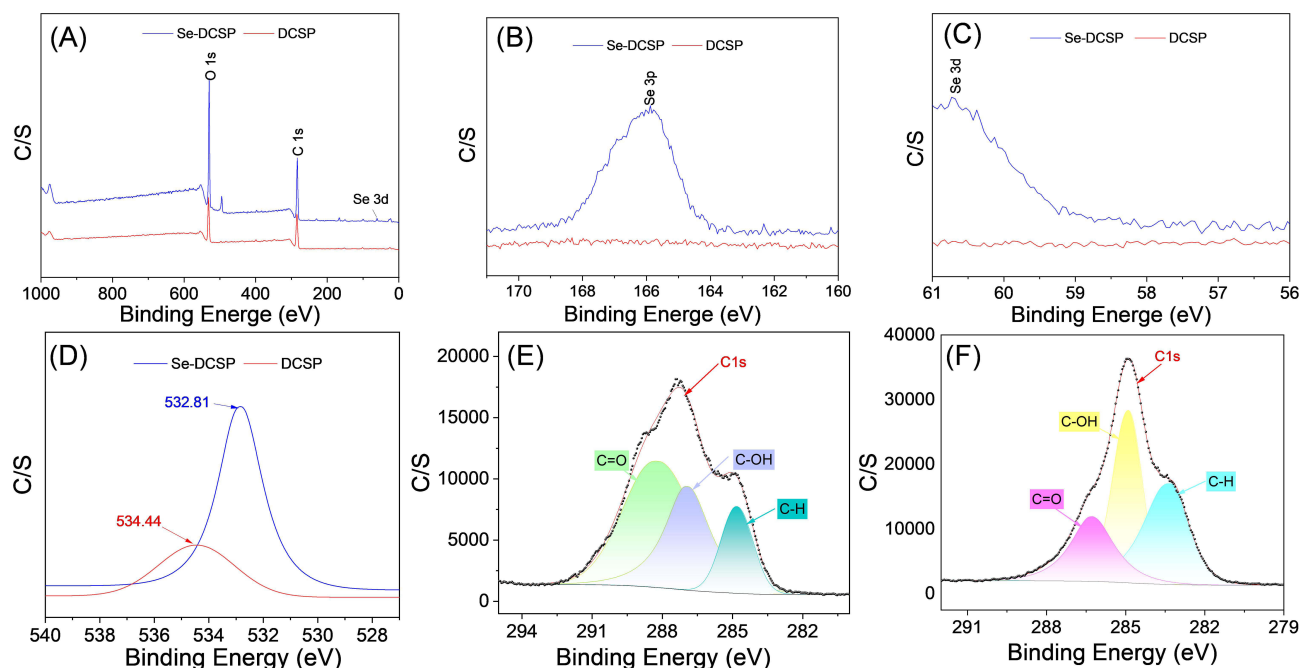 (A)
Se-DCSP DCSP
O 1s
C 1s
Se 3d
C/S
1000 800 600 400 200 0
Binding Energe (eV)
(B)
Se-DCSP DCSP
Se 3p
C/S
170 168 166 164 162 160
Binding Energe (eV)
(C)
Se-DCSP DCSP
Se 3d
C/S
61 60 59 58 57 56
Binding Energe (eV)
(D)
Se-DCSP DCSP
532.81
534.44
C/S
540 538 536 534 532 530 528
Binding Energy (eV)
(E)
20000
15000
10000
5000
0
C1s
C=O
C-OH
C-H
C/S
294 291 288 285 282
Binding Energy (eV)
(F)
40000
30000
20000
10000
0
C1s
C-OH
C=O
C-H
C/S
291 288 285 282 279
Binding Energy (eV)